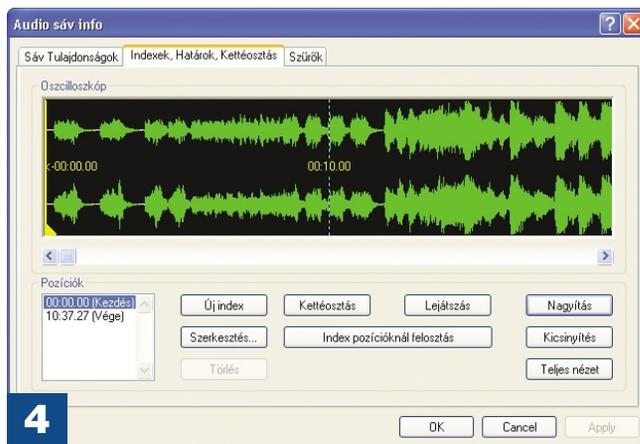 Audio sáv info
Sáv Tulajdonságok Indexek, Határok, Kettéosztás Szűrők
Oszcilloszkóp
<-00:00.00 00:10.00
Pozíciók
00:00.00 (Kezdés)
10:37.27 (Vége)
Új index Kettéosztás Lejátszás Nagyítás
Szerkesztés... Index pozícióknál felosztás Kicsinyítés
Törlés Teljes nézet
4
OK Cancel Apply